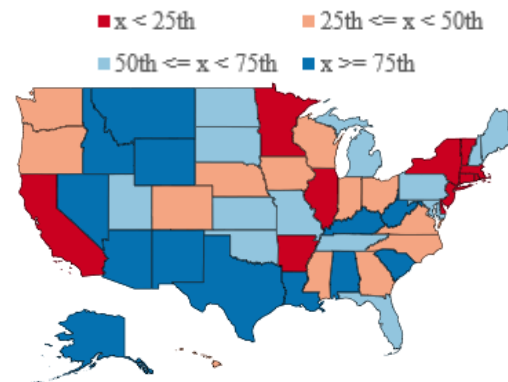 x < 25th 25th <= x < 50th
50th <= x < 75th x >= 75th